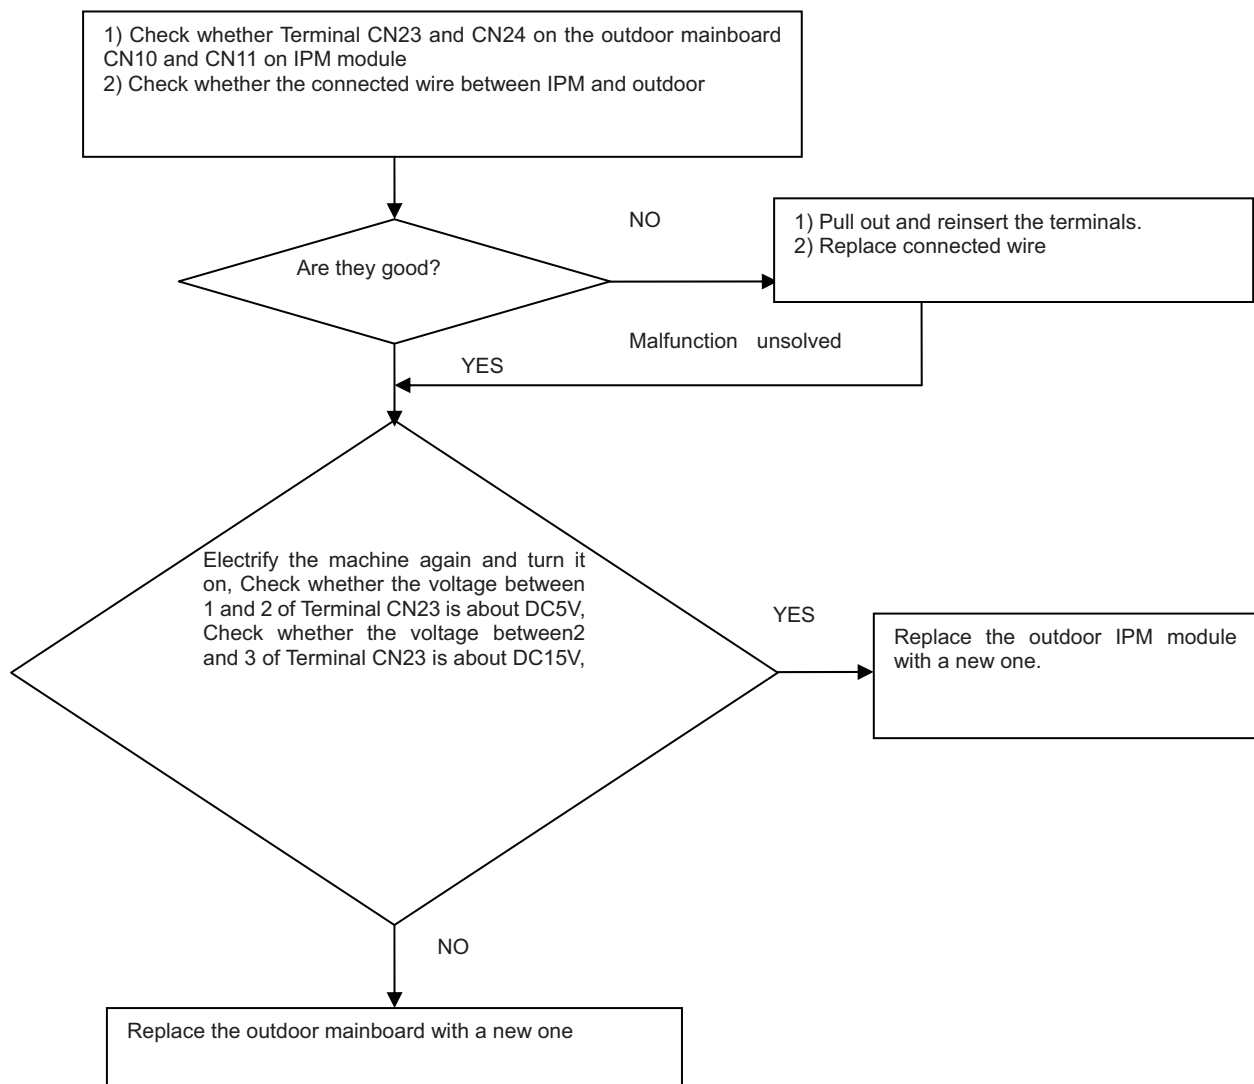 1) Check whether Terminal CN23 and CN24 on the outdoor mainboard
CN10 and CN11 on IPM module
2) Check whether the connected wire between IPM and outdoor
NO
1) Pull out and reinsert the terminals.
2) Replace connected wire
Are they good?
Malfunction unsolved
YES
Electrify the machine again and turn it
on, Check whether the voltage between
1 and 2 of Terminal CN23 is about DC5V,
Check whether the voltage between2
and 3 of Terminal CN23 is about DC15V,
YES
Replace the outdoor IPM module
with a new one.
NO
Replace the outdoor mainboard with a new one